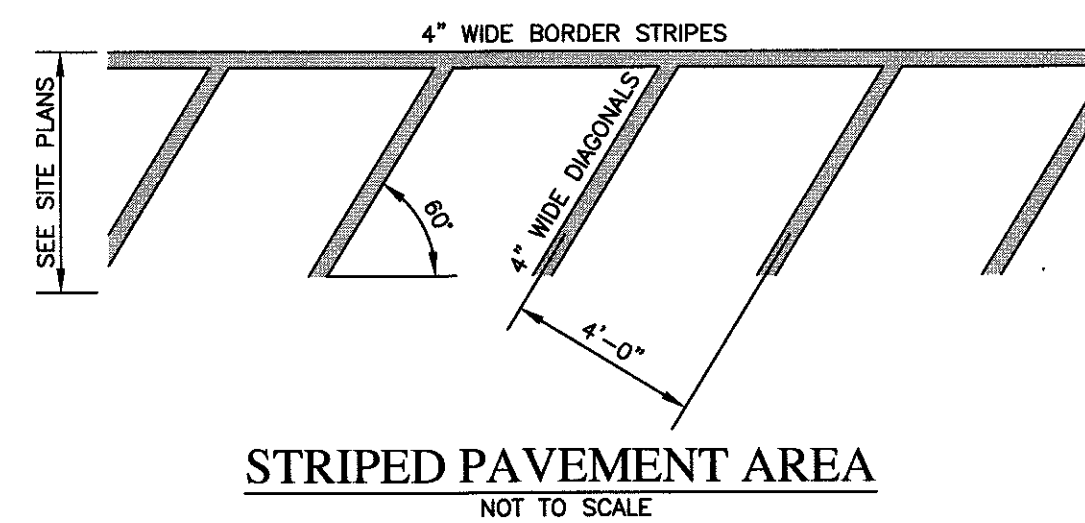 4" WIDE BORDER STRIPES
SEE SITE PLANS
60°
4" WIDE DIAGONALS
4'-0"
STRIPED PAVEMENT AREA
NOT TO SCALE